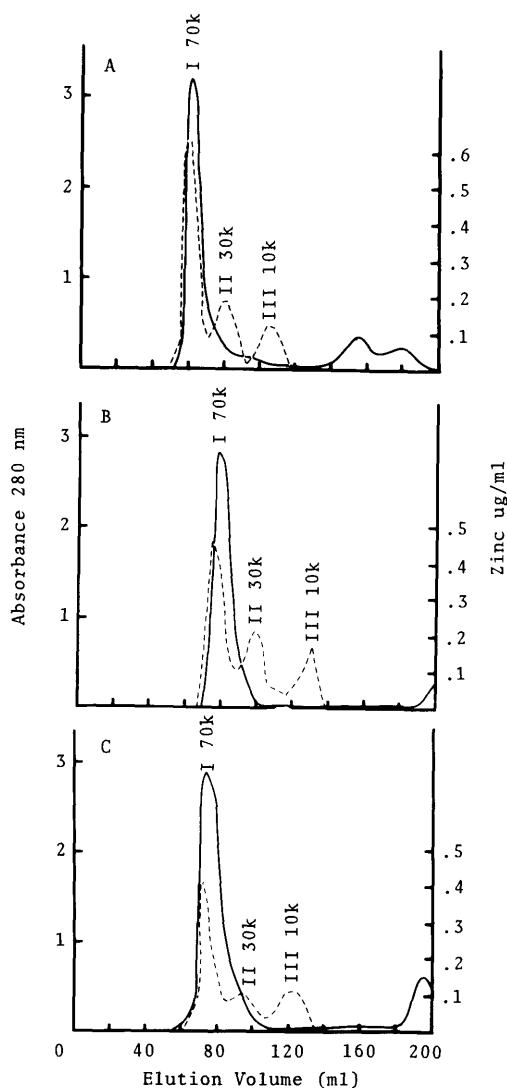 I 70k
A
3
2
1
II 30k
III 10k
.6
.5
.4
.3
.2
.1
I 70k
B
3
2
1
II 30k
III 10k
.5
.4
.3
.2
.1
I 70k
C
3
2
1
II 30k
III 10k
.5
.4
.3
.2
.1
Absorbance 280 nm
Zinc ug/ml
0 40 80 120 160 200
Elution Volume (ml)